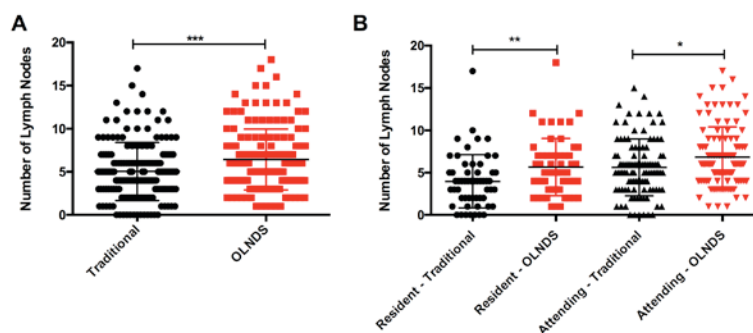 A
***
Number of Lymph Nodes
20
15
10
5
0
Traditional
OLNDS
B
**
*
Number of Lymph Nodes
20
15
10
5
0
Resident - Traditional
Resident - OLNDS
Attending - Traditional
Attending - OLNDS